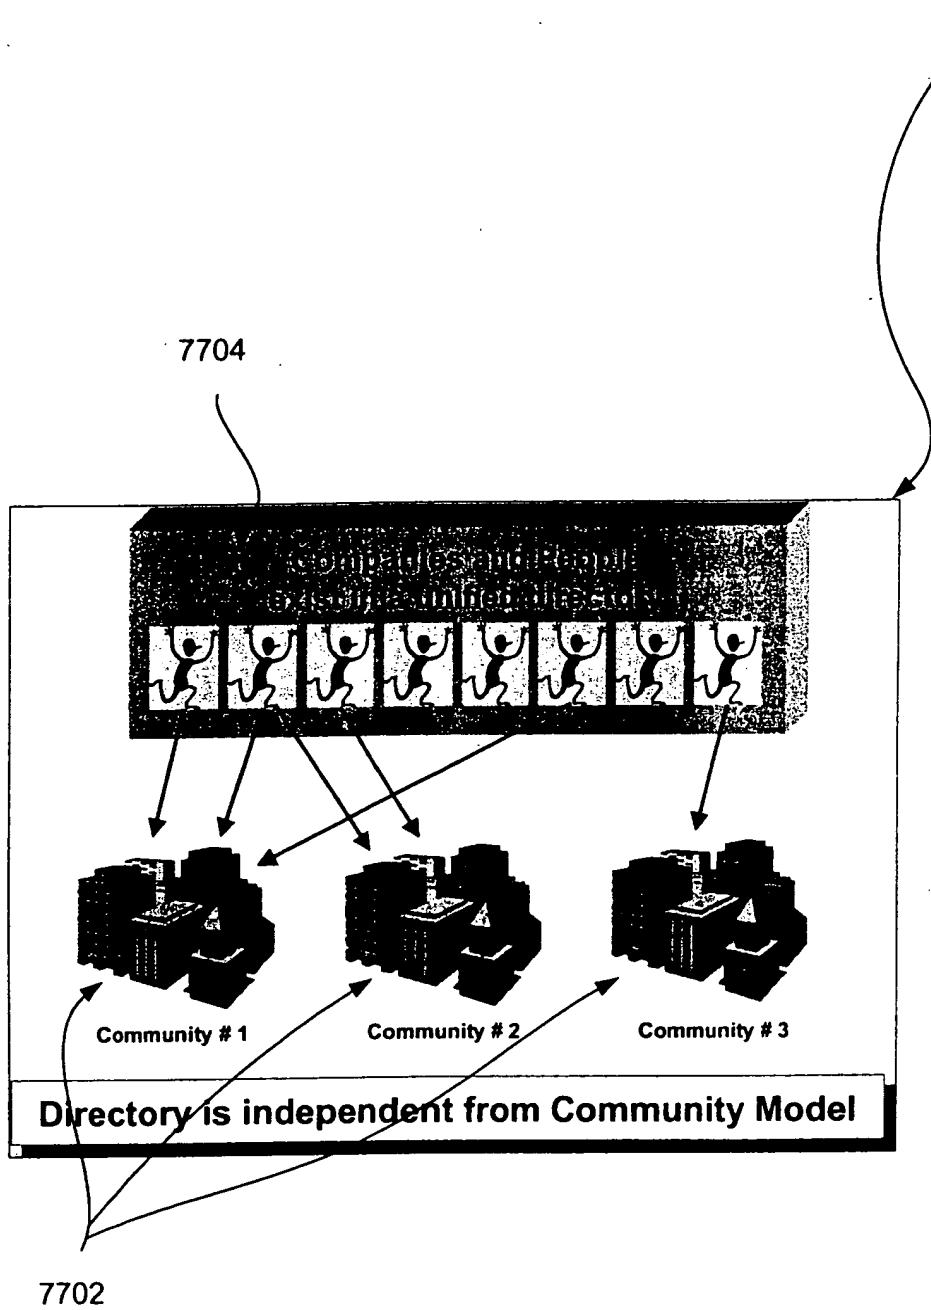 7704
Companies and People
exist in a unified directory
Community # 1
Community # 2
Community # 3
Directory is independent from Community Model
7702